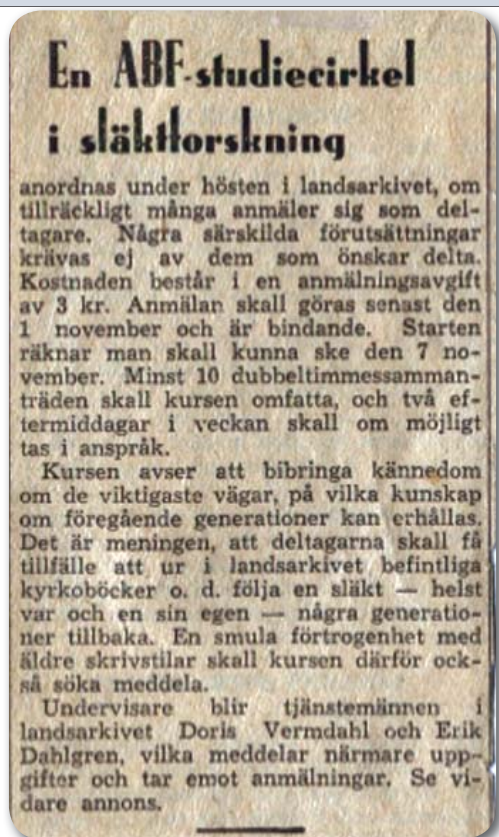 En ABF-studiecirkel
i släktforskning
anordnas under hösten i landsarkivet, om
tillräckligt många anmäler sig som del-
tagare. Några särskilda förutsättningar
krävas ej av dem som önskar delta.
Kostnaden består i en anmälningsavgift
av 3 kr. Anmälan skall göras senast den
1 november och är bindande. Starten
räknar man skall kunna ske den 7 no-
vember. Minst 10 dubbeltimmessamman-
träden skall kursen omfatta, och två ef-
termiddagar i veckan skall om möjligt
tas i anspråk.
Kursen avser att bibringa kännedom
om de viktigaste vägar, på vilka kunskap
om föregående generationer kan erhållas.
Det är meningen, att deltagarna skall få
tillfälle att ur i landsarkivet befintliga
kyrkoböcker o. d. följa en släkt — helst
var och en sin egen — några generatio-
ner tillbaka. En smula förtrogenhet med
äldre skrivstilar skall kursen därför ock-
så söka meddela.
Undervisare blir tjänstemännen i
landsarkivet Doris Vermdahl och Erik
Dahlgren, vilka meddelar närmare upp-
gifter och tar emot anmälningar. Se vi-
dare annons.